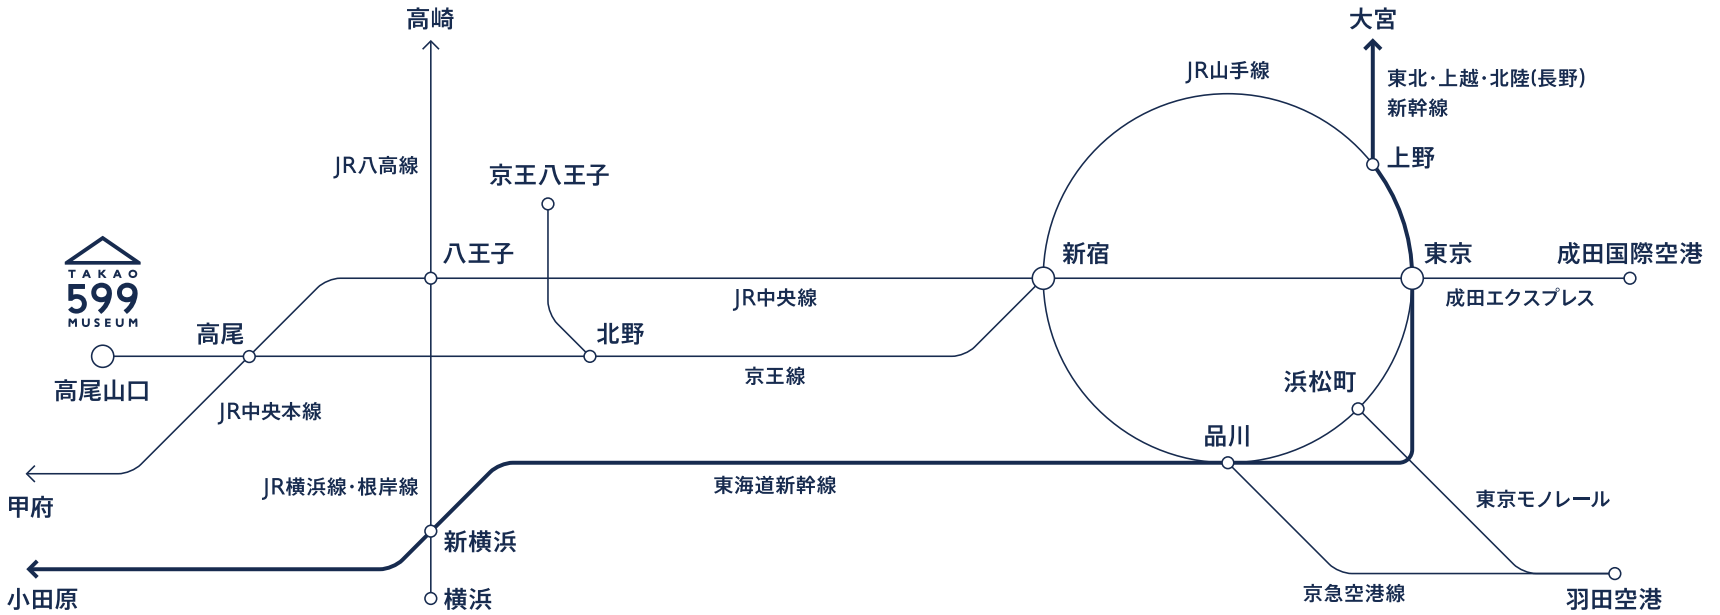 高崎
大宮
JR山手線
東北・上越・北陸(長野)
新幹線
JR八高線
京王八王子
上野
八王子
新宿
東京
成田国際空港
TAKAO
599
MUSEUM
JR中央線
成田エクスプレス
高尾
北野
高尾山口
京王線
浜松町
JR中央本線
品川
JR横浜線・根岸線
東海道新幹線
東京モノレール
甲府
新横浜
小田原
横浜
京急空港線
羽田空港